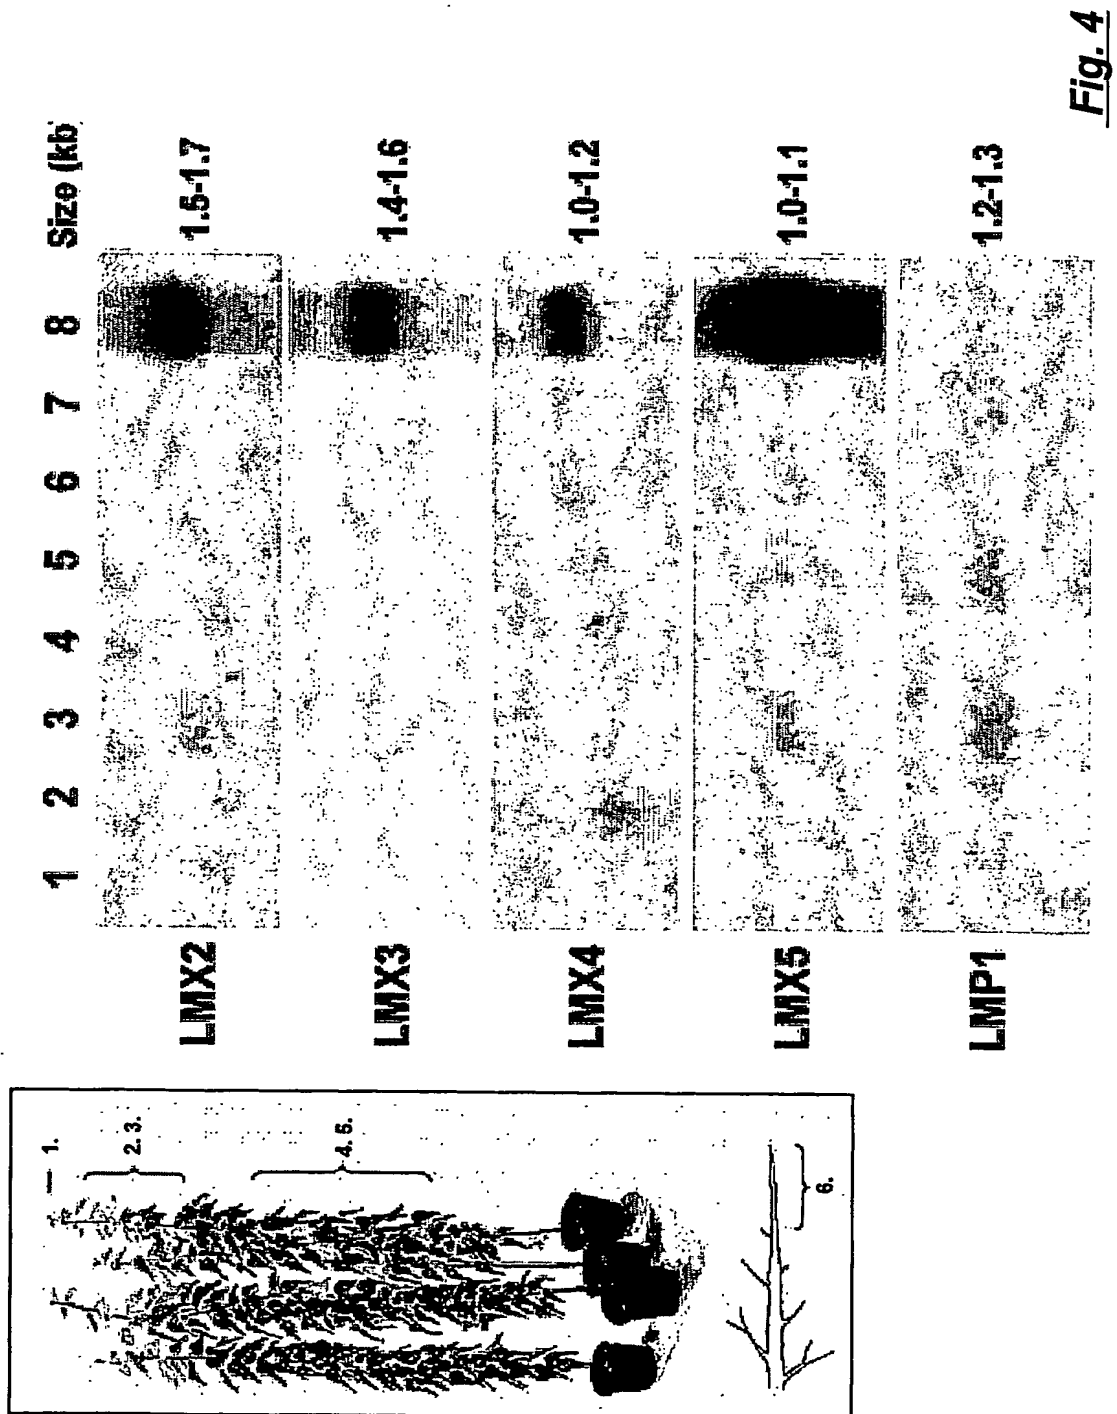 1 2 3 4 5 6 7 8 Size (kb)
LMX2 1.5-1.7
LMX3 1.4-1.6
LMX4 1.0-1.2
LMX5 1.0-1.1
LMP1 1.2-1.3
1.
2. 3.
4. 5.
6.
Fig. 4